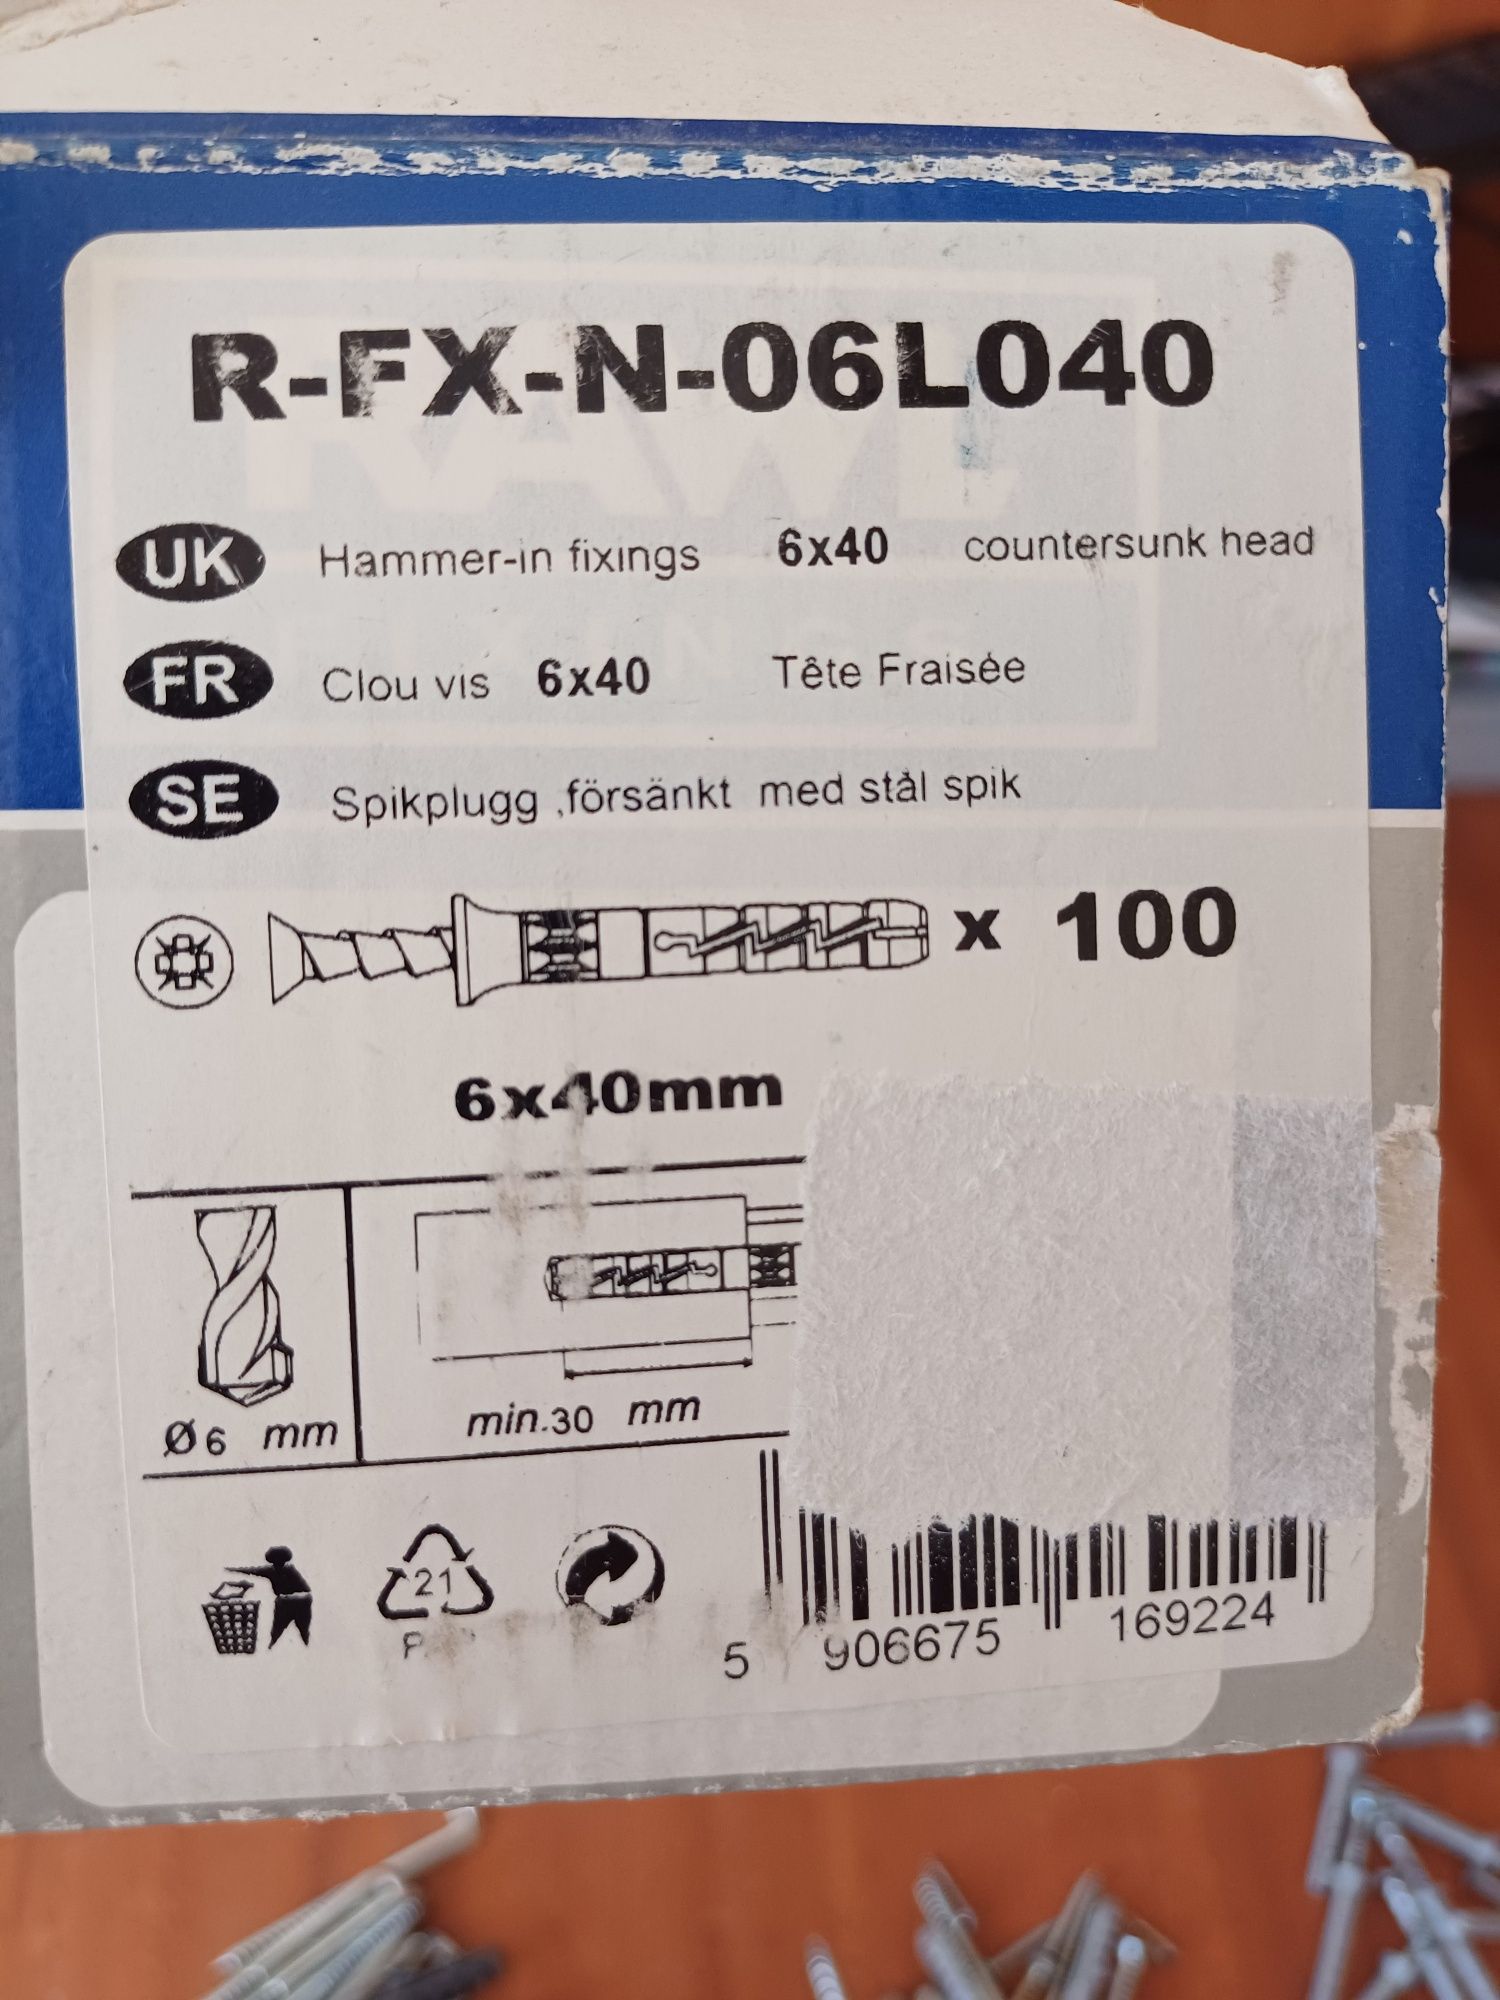 R-FX-N-06L040
RAWL
UK Hammer-in fixings 6x40 countersunk head
FR Clou vis 6x40 Tête Fraisée
SE Spikplugg ,försänkt med stål spik
x 100
6x40mm
Ø6 mm
min.30 mm
21
5 906675 169224